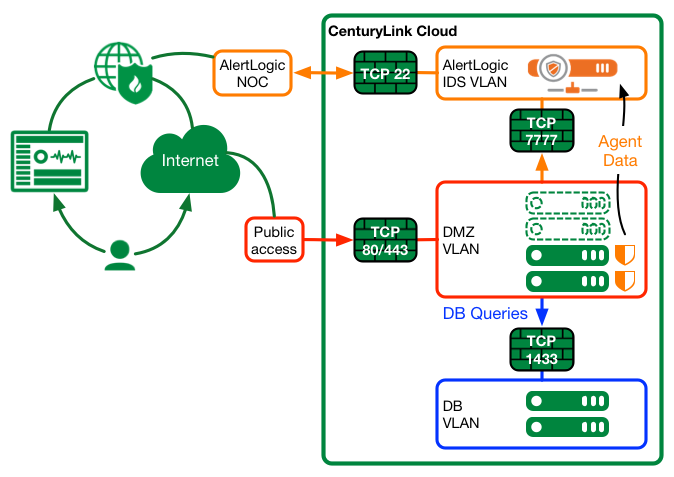 CenturyLink Cloud
AlertLogic
NOC
TCP 22
AlertLogic
IDS VLAN
TCP
7777
Agent
Data
Internet
Public
access
TCP
80/443
DMZ
VLAN
DB Queries
TCP
1433
DB
VLAN